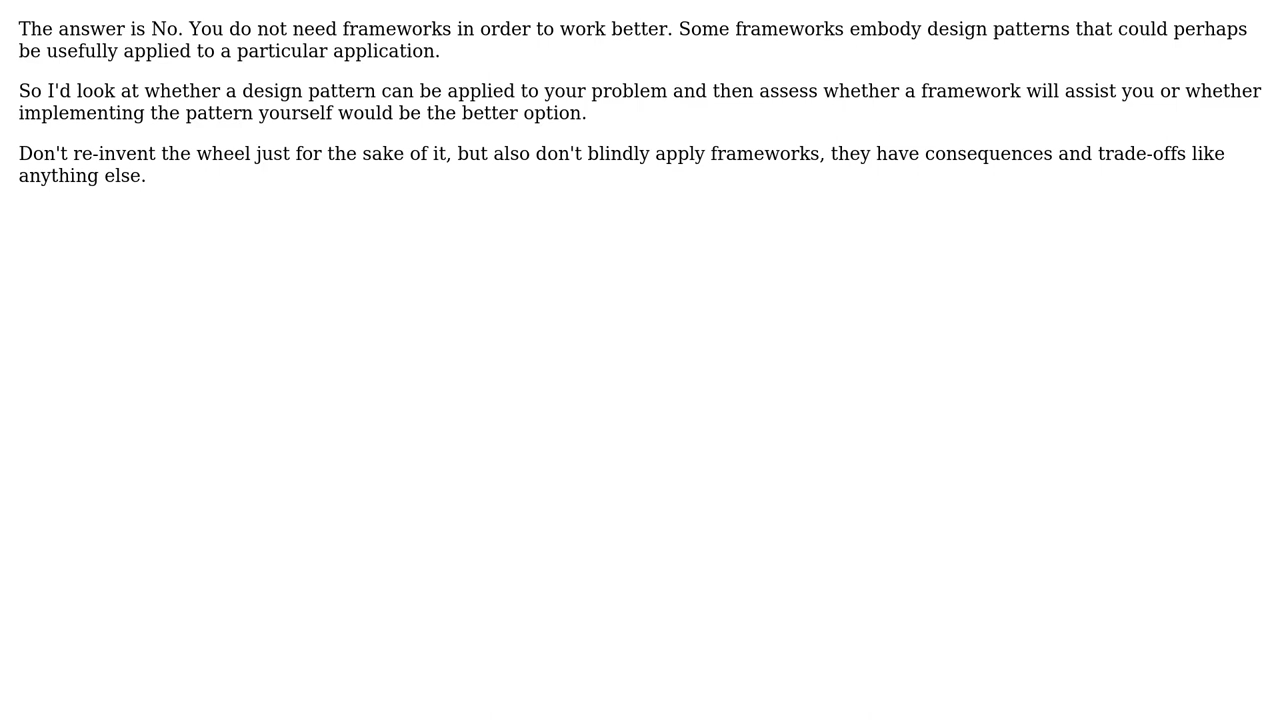 The answer is No. You do not need frameworks in order to work better. Some frameworks embody design patterns that could perhaps
be usefully applied to a particular application.
So I'd look at whether a design pattern can be applied to your problem and then assess whether a framework will assist you or whether
implementing the pattern yourself would be the better option.
Don't re-invent the wheel just for the sake of it, but also don't blindly apply frameworks, they have consequences and trade-offs like
anything else.